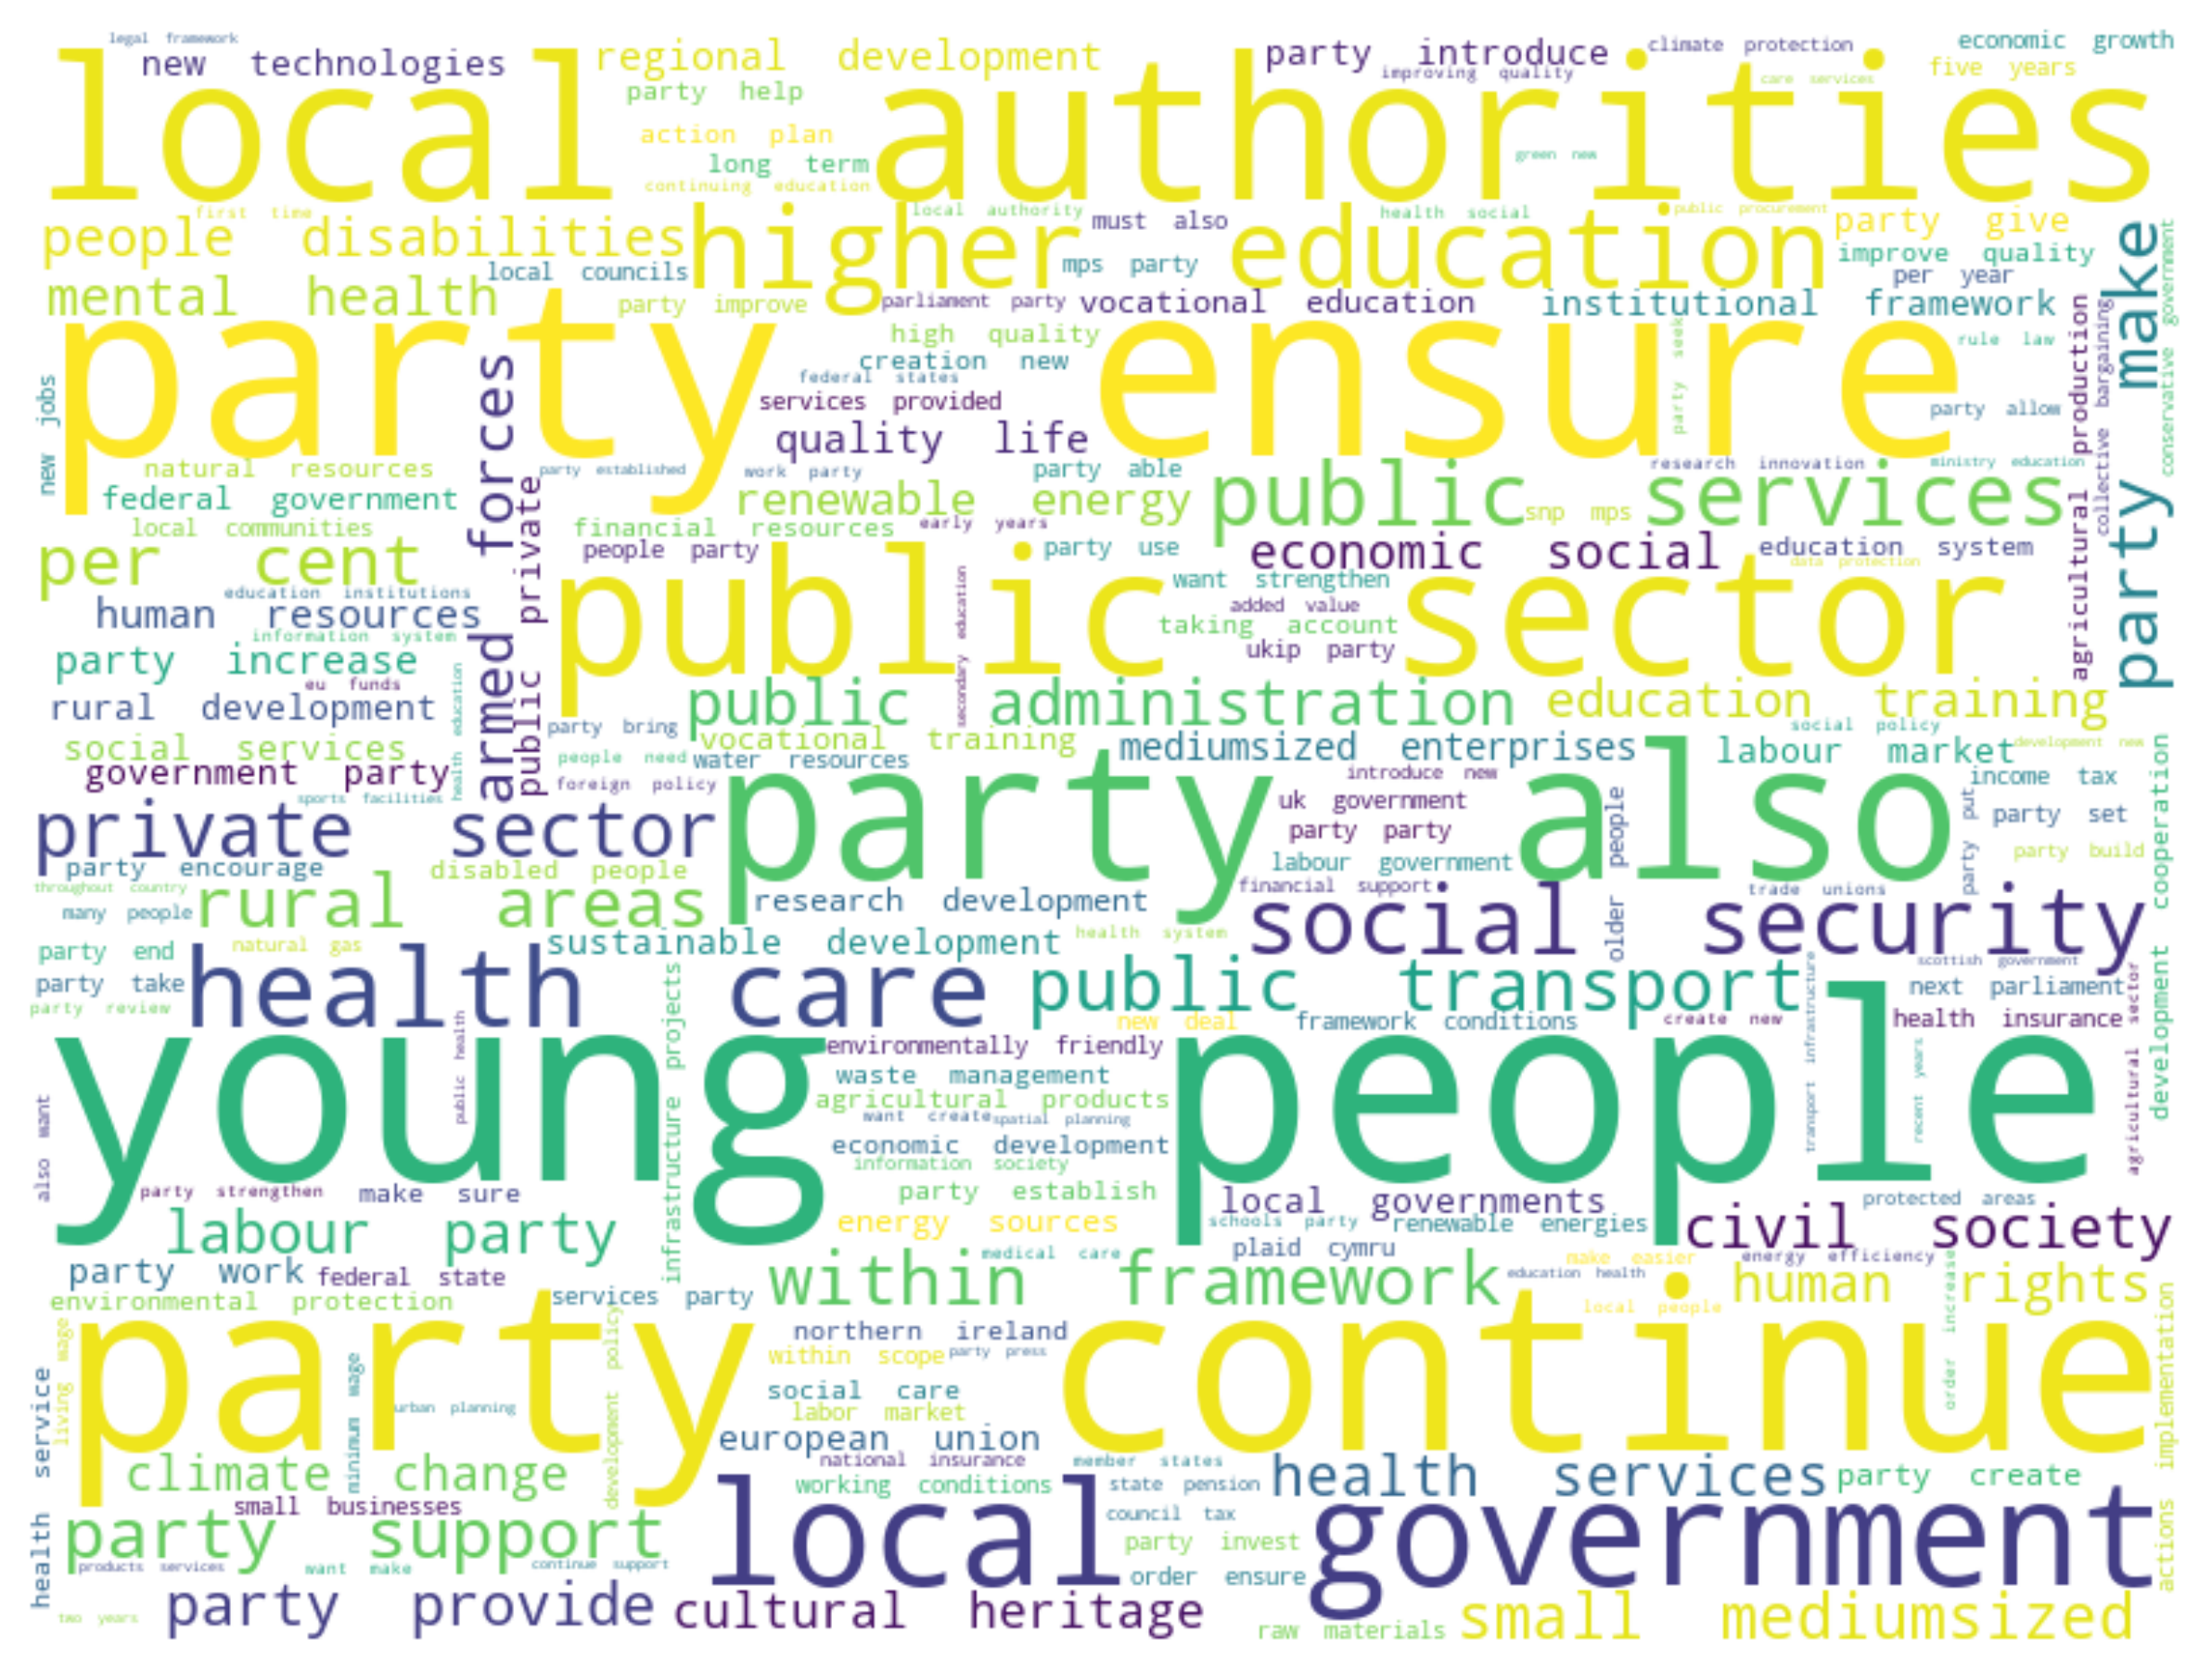 legal framework
new technologies
regional development
party introduce
climate protection
economic growth
improving quality
five years
care services
local authorities
party help
action plan
long term
green new
continuing education
first time
local authority
must also
health social
public procurement
party give
people disabilities
higher education
improve quality
local councils
mps party
per year
mental health
party improve
parliament party
vocational education
institutional framework
party make
conservative government
high quality
party seek
rule law
creation new
federal states
party ensure
services provided
party allow
new jobs
armed forces
quality life
agricultural production
collective bargaining
natural resources
party established
work party
party able
research innovation
ministry education
federal government
renewable energy
public services
snp mps
local communities
financial resources
early years
per cent
people party
party use
economic social
education system
public private
public sector
data protection
want strengthen
education institutions
human resources
added value
secondary education
taking account
information system
ukip party
party increase
eu funds
rural development
health education
public administration
education training
party bring
social policy
social services
vocational training
mediumsized enterprises
labour market
development new
government party
people need
water resources
foreign policy
introduce new
income tax
sports facilities
uk government
party put
party set
private sector
party also
party party
older people
party build
development cooperation
party encourage
disabled people
labour government
throughout country
financial support
trade unions
many people
rural areas
research development
social security
party end
natural gas
sustainable development
health system
party take
health care
public transport
scottish government
next parliament
party review
new deal
framework conditions
create new
health insurance
transport infrastructure
agricultural sector
public health
infrastructure projects
young people
environmentally friendly
recent years
waste management
agricultural products
also want
want create
spatial planning
economic development
information society
party strengthen
make sure
party establish
local governments
protected areas
labour party
energy sources
schools party
renewable energies
civil society
plaid cymru
party work
federal state
medical care
within framework
make easier
energy efficiency
education health
human rights
environmental protection
services party
local people
order increase
actions implementation
living wage
party continue
development policy
northern ireland
within scope
party press
minimum wage
health service
social care
urban planning
labor market
european union
climate change
national insurance
member states
health services
party create
working conditions
state pension
small businesses
local government
council tax
party support
party invest
products services
want make
continue support
order ensure
party provide
cultural heritage
small mediumsized
two years
raw materials